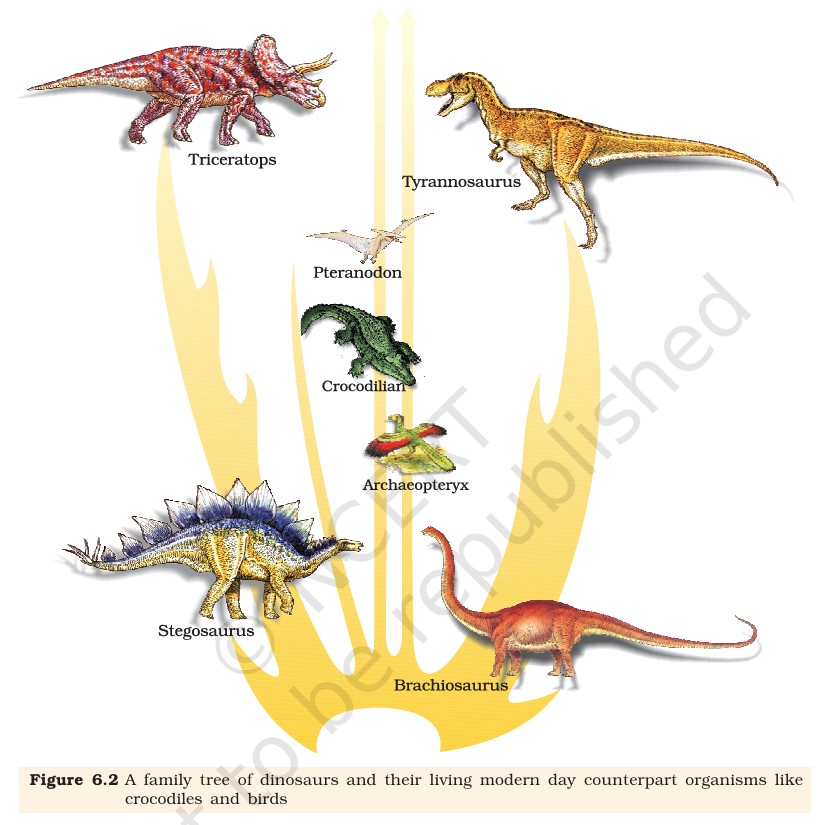 Triceratops
Tyrannosaurus
Pteranodon
Crocodilian
Archaeopteryx
Stegosaurus
Brachiosaurus
© NCERT
t to be republished
Figure 6.2 A family tree of dinosaurs and their living modern day counterpart organisms like
crocodiles and birds